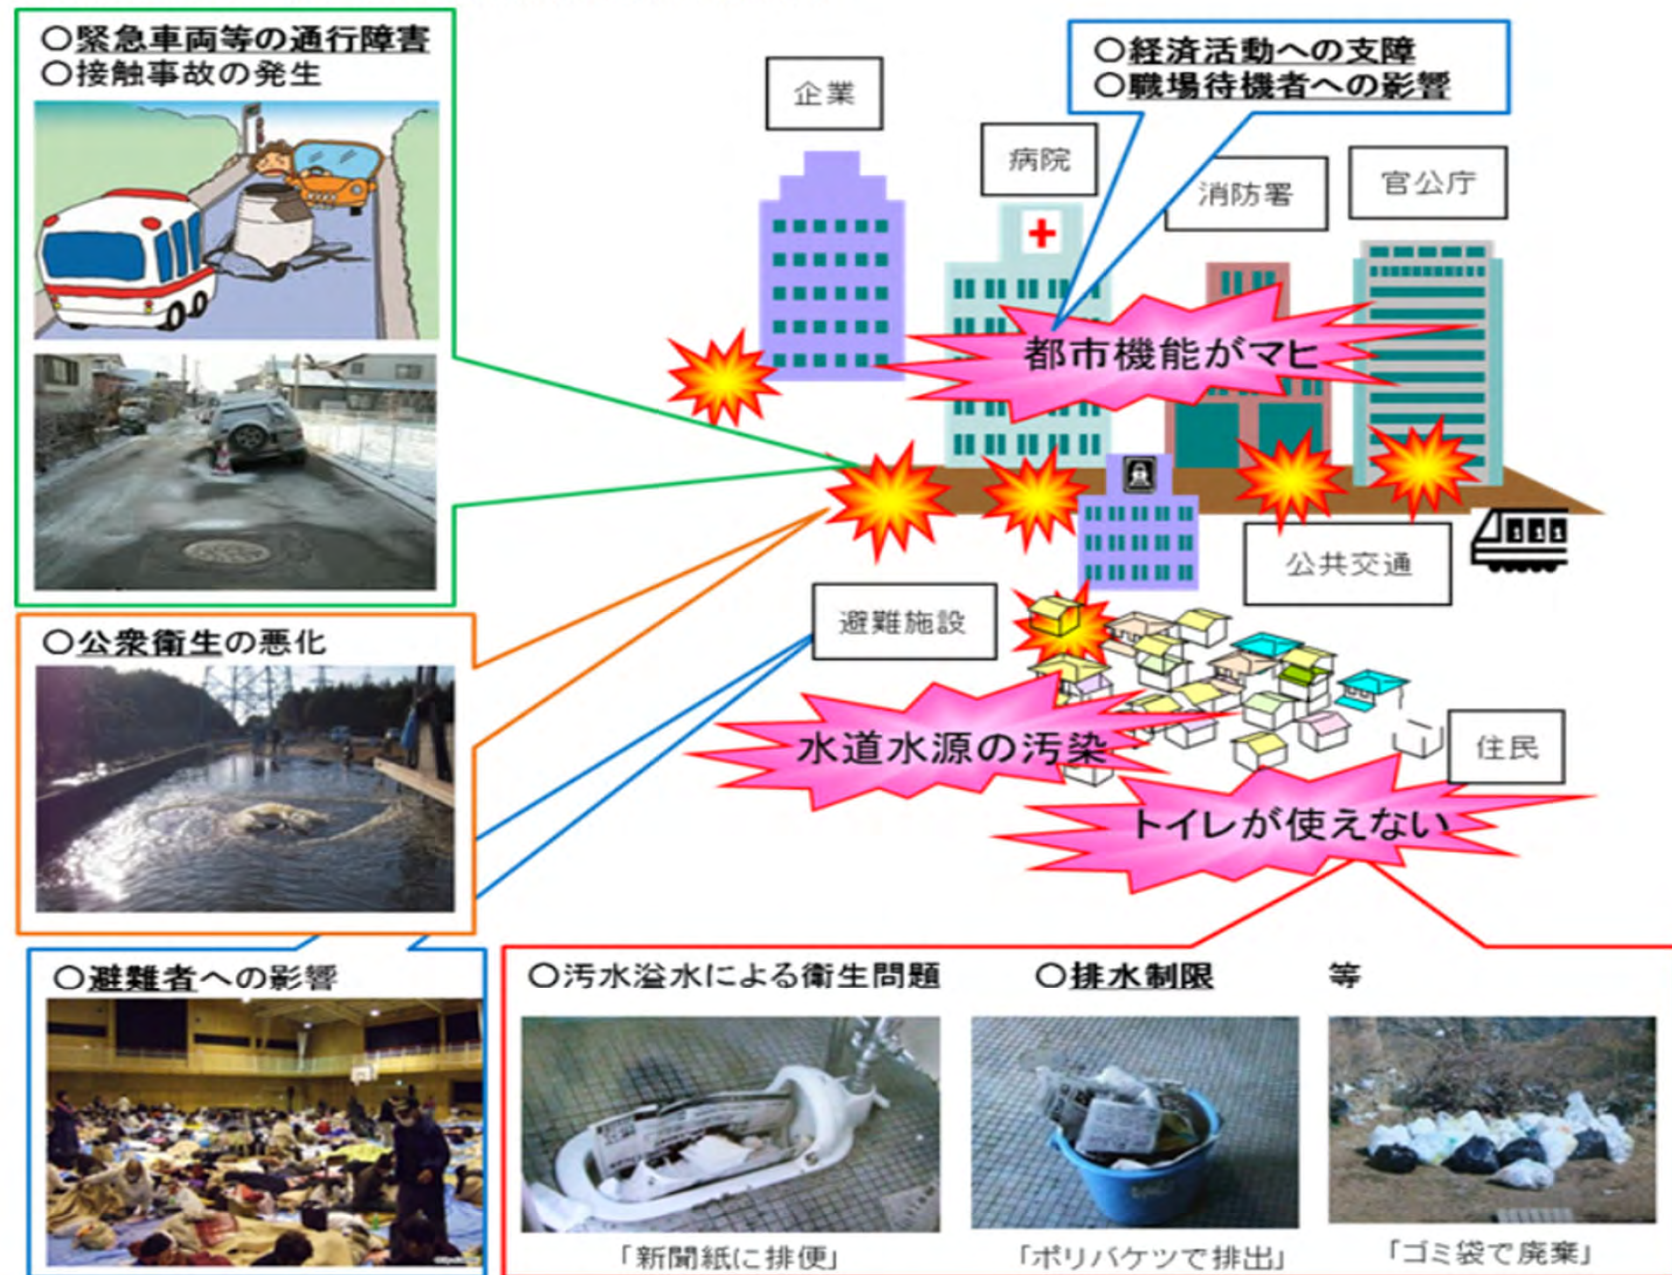 ○緊急車両等の通行障害
○接触事故の発生
○経済活動への支障
○職場待機者への影響
企業
病院
消防署
官公庁
都市機能がマヒ
公共交通
避難施設
○公衆衛生の悪化
水道水源の汚染
住民
トイレが使えない
○避難者への影響
○汚水溢水による衛生問題 ○排水制限 等
「新聞紙に排便」
「ポリバケツで排出」
「ゴミ袋で廃棄」